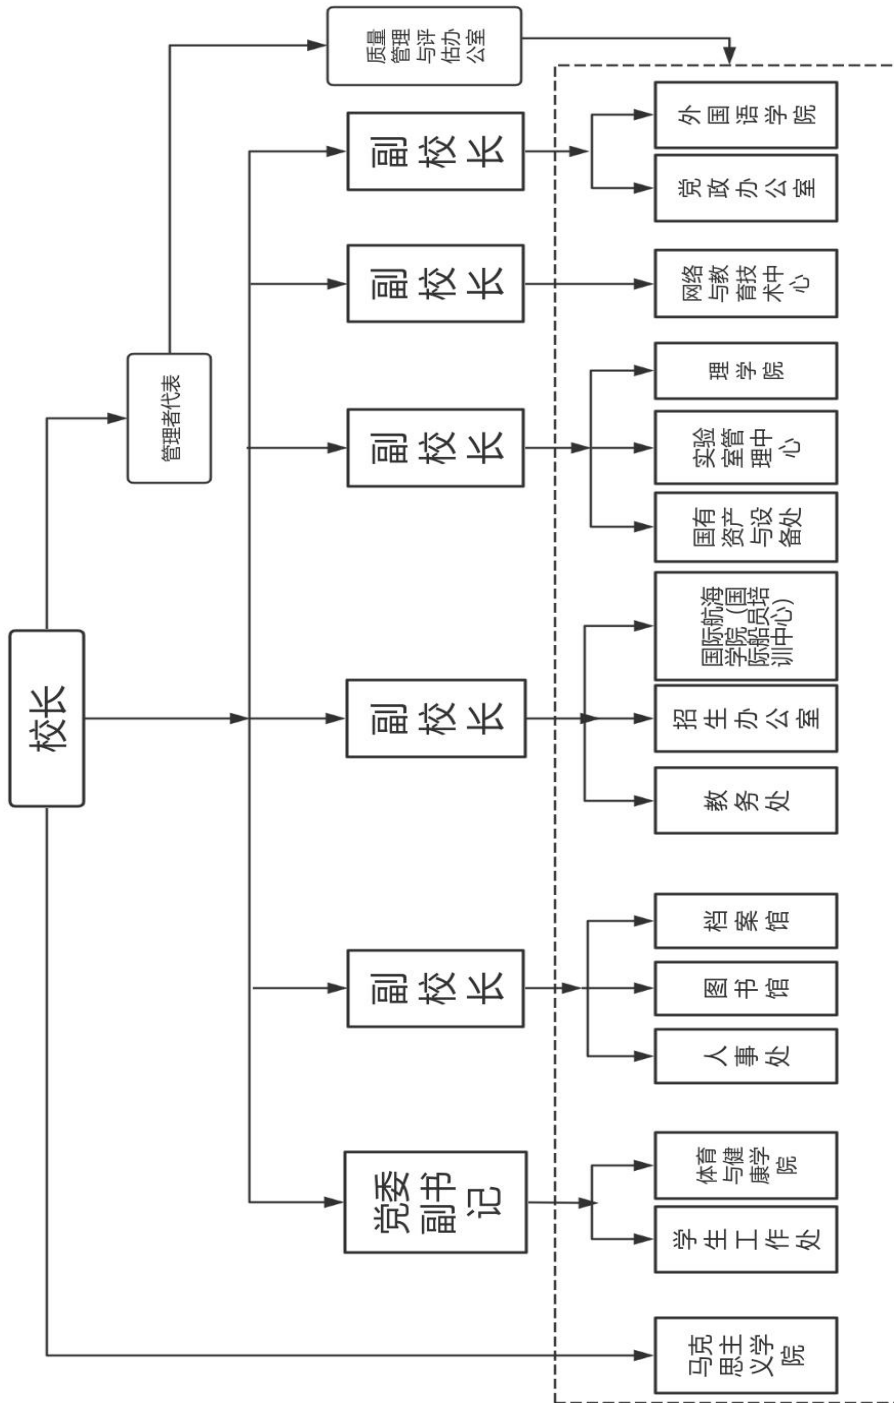 校长
管理者代表
质量
管理
与评
估办
公室
党委
副书
记
副校长
副校长
副校长
副校长
副校长
马克
思主
义学
院
学生工作处
体育
与健
康学
院
人事处
图书馆
档案馆
教务处
招生办公室
国际航海
学院（国
际船员培
训中心）
国有
资产
与设
备处
实验
室管
理中
心
理学院
网络
与教
育技
术中
心
党政办公室
外国语学院